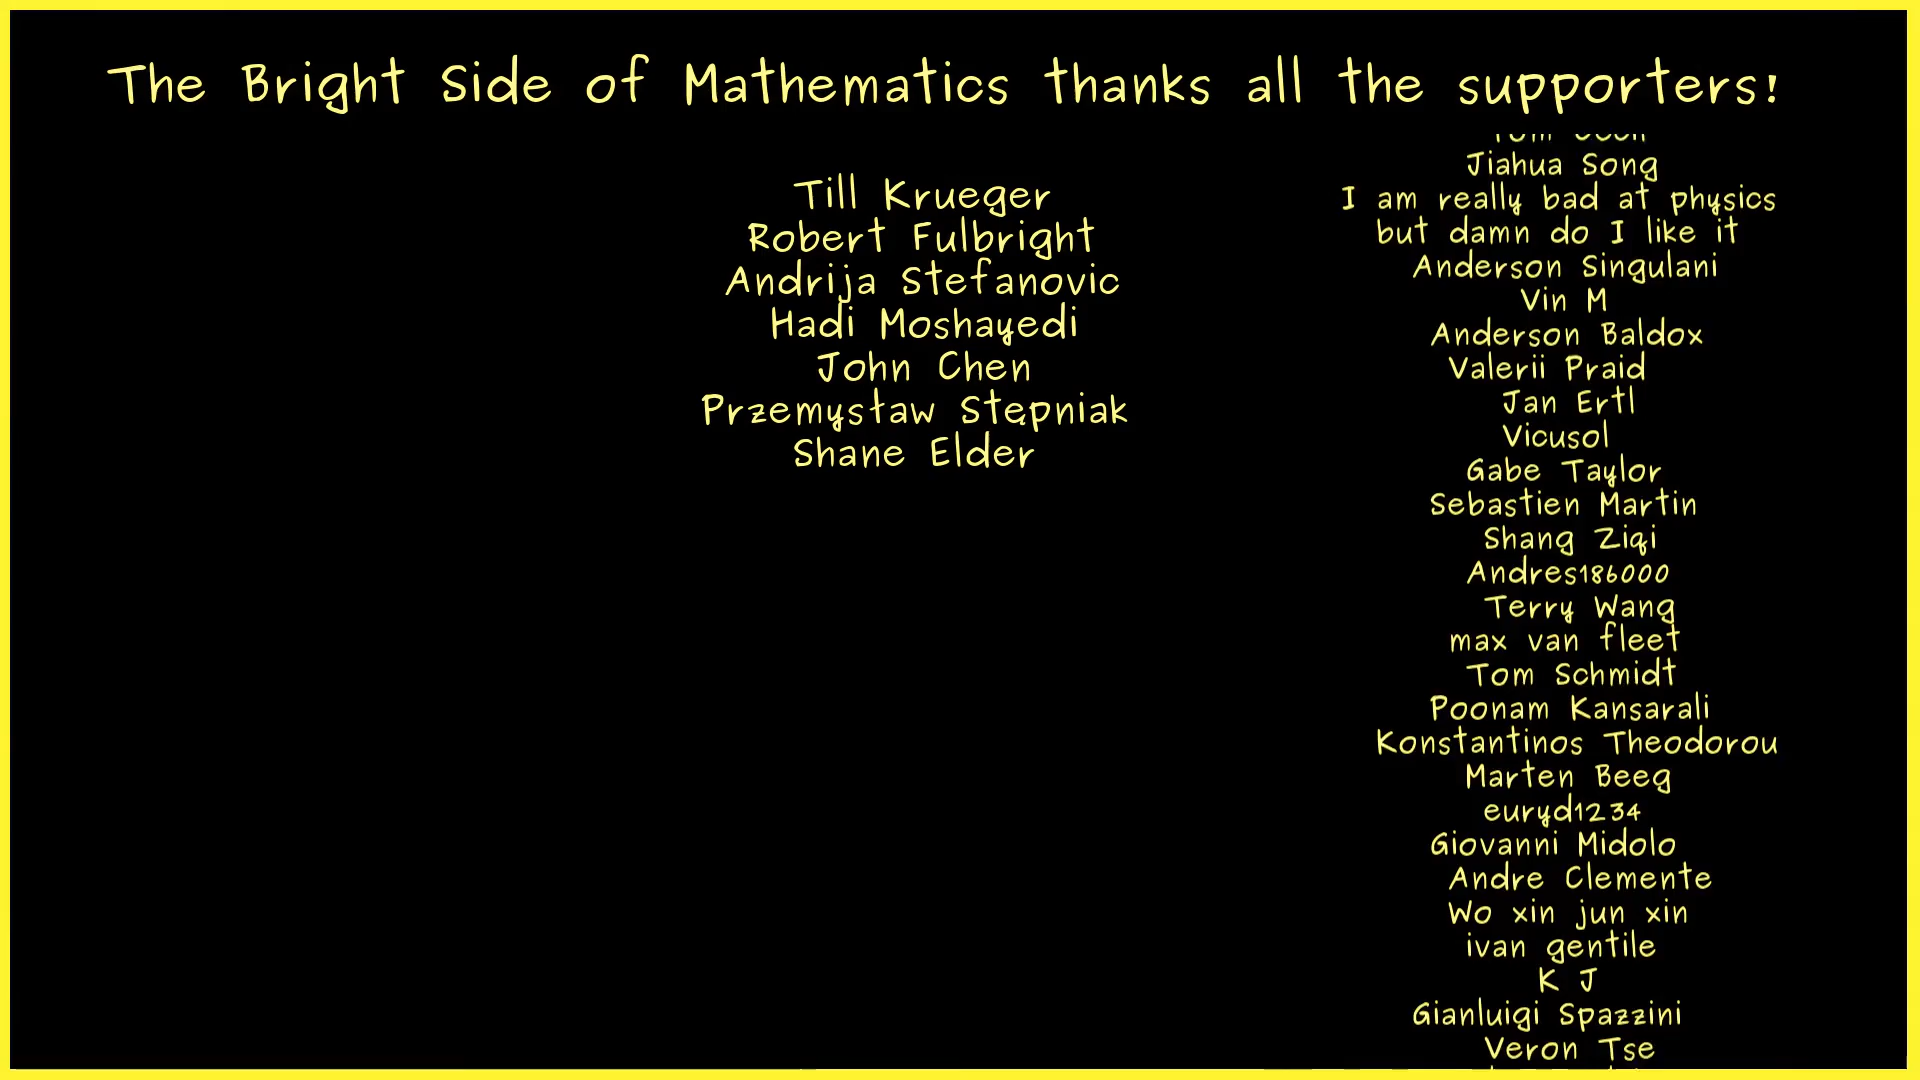 The Bright Side of Mathematics thanks all the supporters!
Till Krueger
Robert Fulbright
Andrija Stefanovic
Hadi Moshayedi
John Chen
Przemysław Stępniak
Shane Elder
Jiahua Song
I am really bad at physics
but damn do I like it
Anderson Singulani
Vin M
Anderson Baldox
Valerii Praid
Jan Ertl
Vicusol
Gabe Taylor
Sebastien Martin
Shang Ziqi
Andres186000
Terry Wang
max van fleet
Tom Schmidt
Poonam Kansarali
Konstantinos Theodorou
Marten Beeg
euryd1234
Giovanni Midolo
Andre Clemente
Wo xin jun xin
ivan gentile
K J
Gianluigi Spazzini
Veron Tse